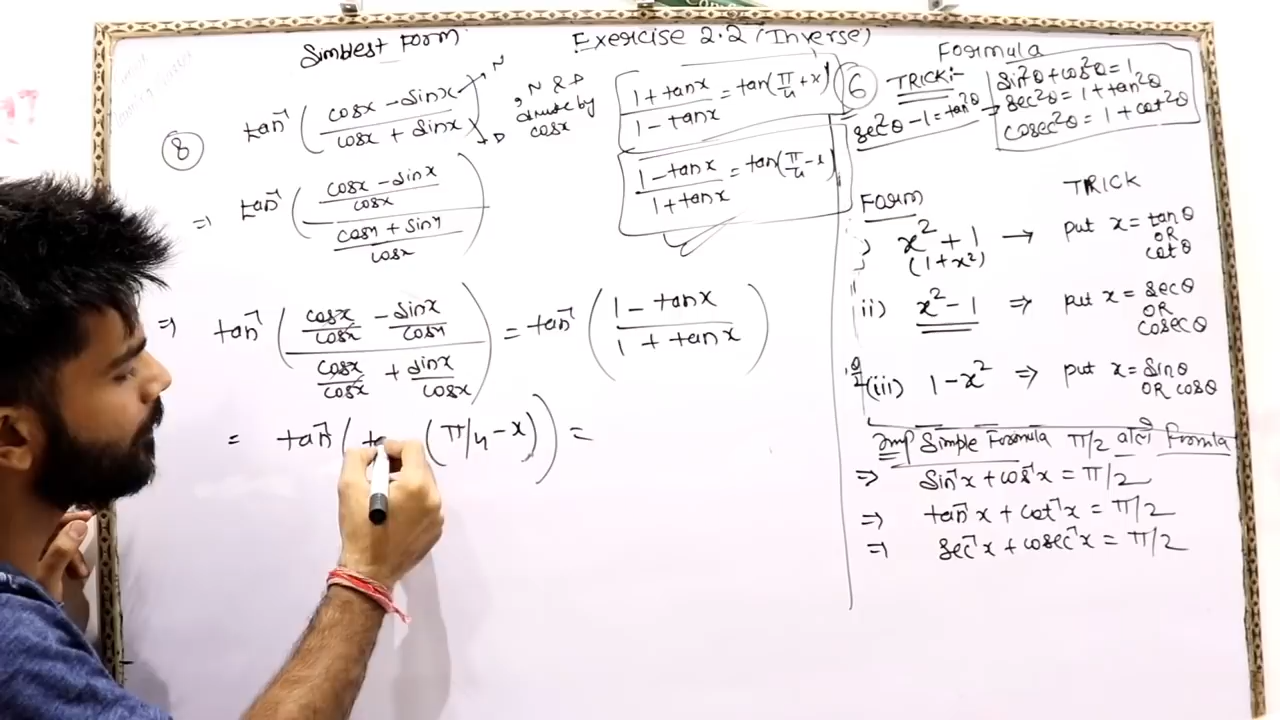 Simbest Form
Exercise 2.2 (Inverse)
8
tan⁻¹ ( cosx - sinx / cosx + sinx ) → N → D
, N & D
divide by
cosx
1 + tanx / 1 - tanx = tan(π/4 + x)
1 - tanx / 1 + tanx = tan(π/4 - x)
⇒ tan⁻¹ ( cosx - sinx / cosx / cosx + sinx / cosx )
⇒ tan⁻¹ ( cosx/cosx - sinx/cosx / cosx/cosx + sinx/cosx ) = tan⁻¹ ( 1 - tanx / 1 + tanx )
= tan⁻¹ ( (π/4 - x) ) =
Formula
6
TRICK:-
sec²θ - 1 = tan²θ →
sin²θ + cos²θ = 1
sec²θ = 1 + tan²θ
cosec²θ = 1 + cot²θ
Form TRICK
i) x² + 1 → put x = tanθ
(1+x²) OR
cotθ
ii) x² - 1 ⇒ put x = secθ
OR
cosecθ
(iii) 1 - x² ⇒ put x = sinθ
OR cosθ
Imp Simple Formula π/2 वाले Formula
⇒ sin⁻¹x + cos⁻¹x = π/2
⇒ tan⁻¹x + cot⁻¹x = π/2
⇒ sec⁻¹x + cosec⁻¹x = π/2